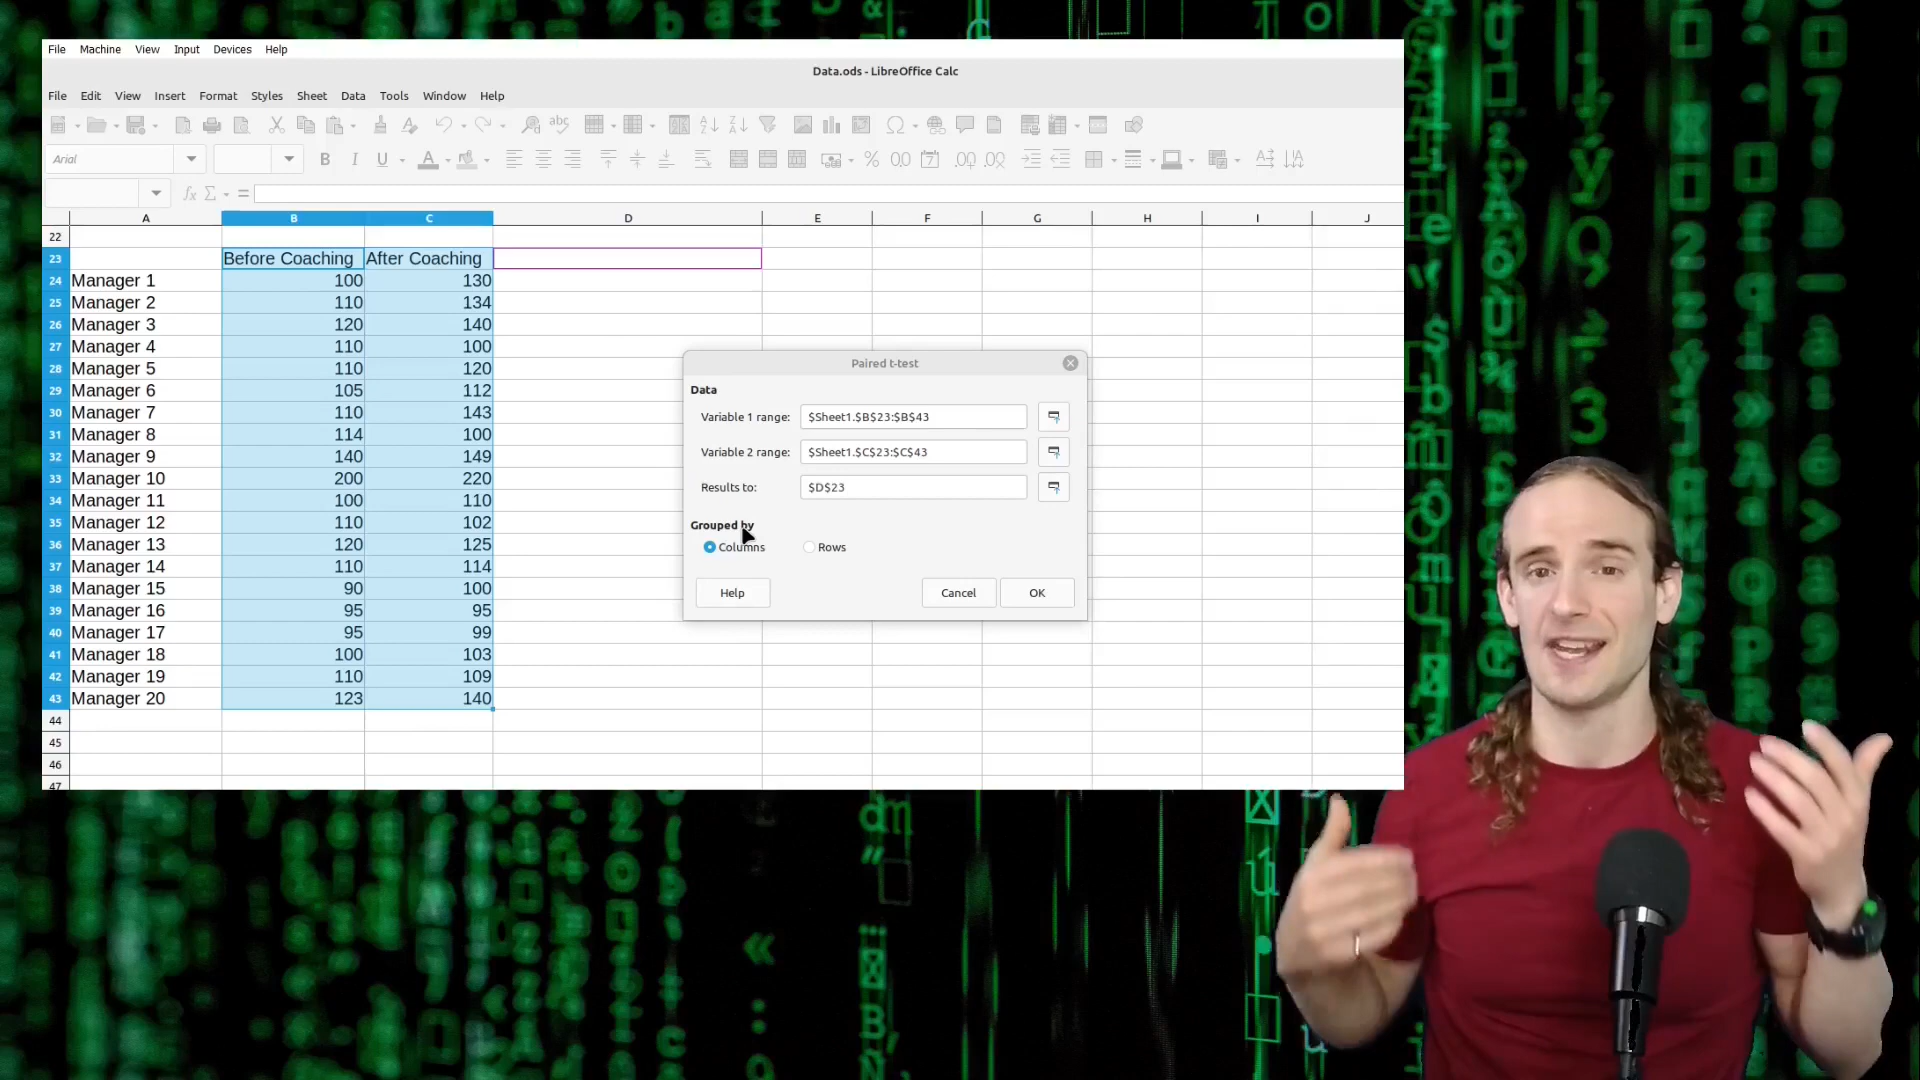 File Machine View Input Devices Help
Data.ods - LibreOffice Calc
File Edit View Insert Format Styles Sheet Data Tools Window Help
Arial
A B C D E F G H I J
22
23 Before Coaching After Coaching
24 Manager 1 100 130
25 Manager 2 110 134
26 Manager 3 120 140
27 Manager 4 110 100
28 Manager 5 110 120
29 Manager 6 105 112
30 Manager 7 110 143
31 Manager 8 114 100
32 Manager 9 140 149
33 Manager 10 200 220
34 Manager 11 100 110
35 Manager 12 110 102
36 Manager 13 120 125
37 Manager 14 110 114
38 Manager 15 90 100
39 Manager 16 95 95
40 Manager 17 95 99
41 Manager 18 100 103
42 Manager 19 110 109
43 Manager 20 123 140
44
45
46
47
Paired t-test
Data
Variable 1 range: $Sheet1.$B$23:$B$43
Variable 2 range: $Sheet1.$C$23:$C$43
Results to: $D$23
Grouped by
Columns Rows
Help Cancel OK